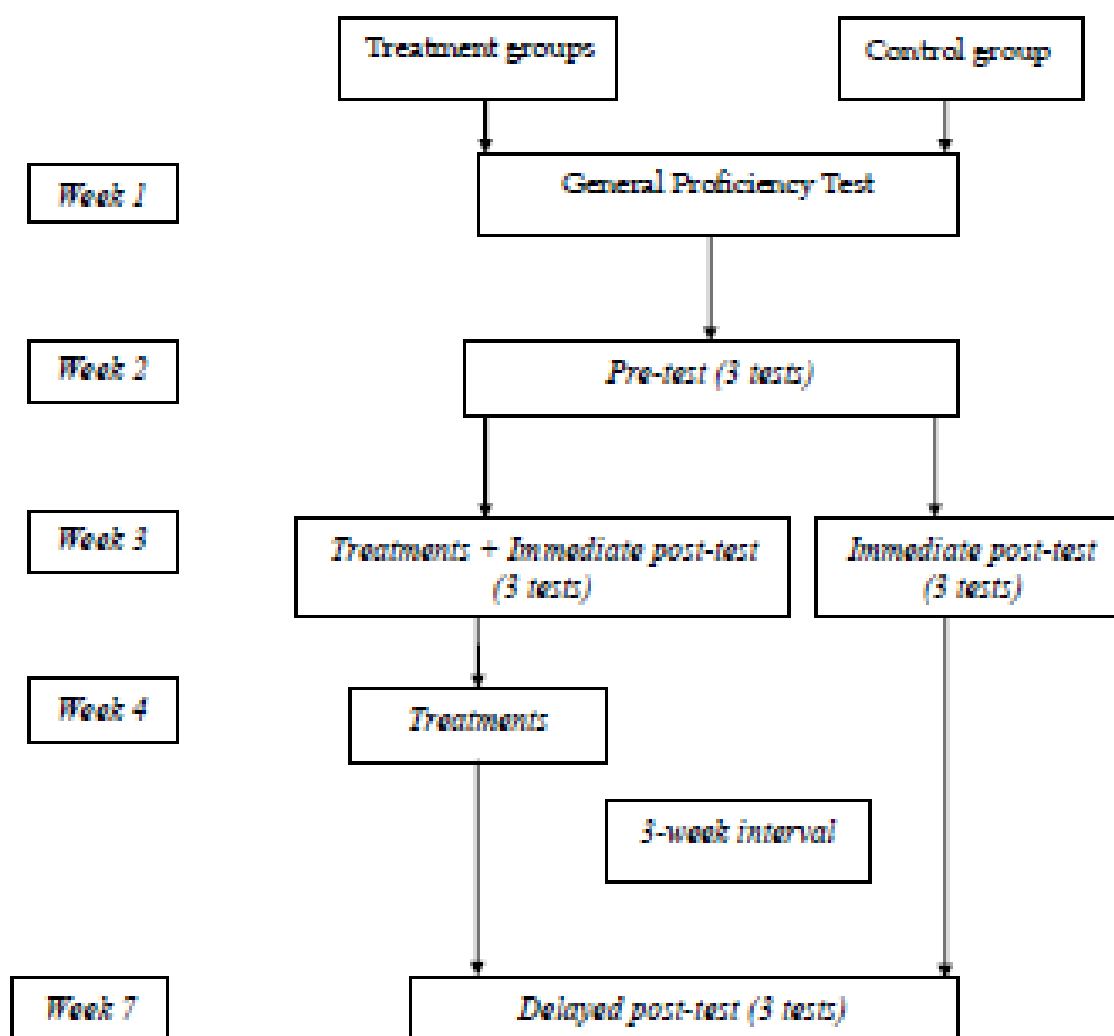 Treatment groups
Control group
Week 1
General Proficiency Test
Week 2
Pre-test (3 tests)
Week 3
Treatments + Immediate post-test
(3 tests)
Immediate post-test
(3 tests)
Week 4
Treatments
3-week interval
Week 7
Delayed post-test (3 tests)